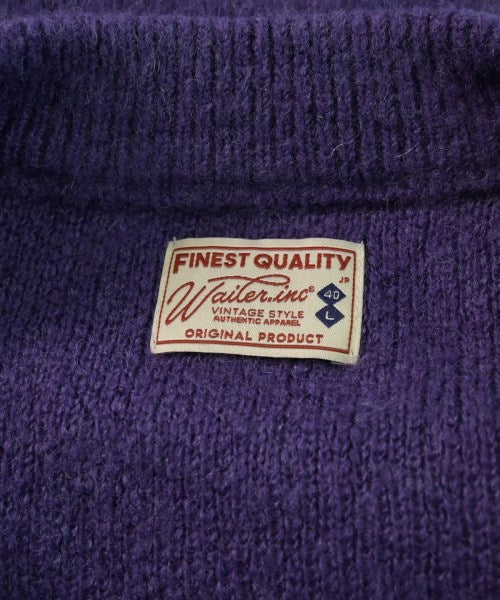 FINEST QUALITY
JP
Wailer.inc®
40
VINTAGE STYLE
AUTHENTIC APPAREL
L
ORIGINAL PRODUCT